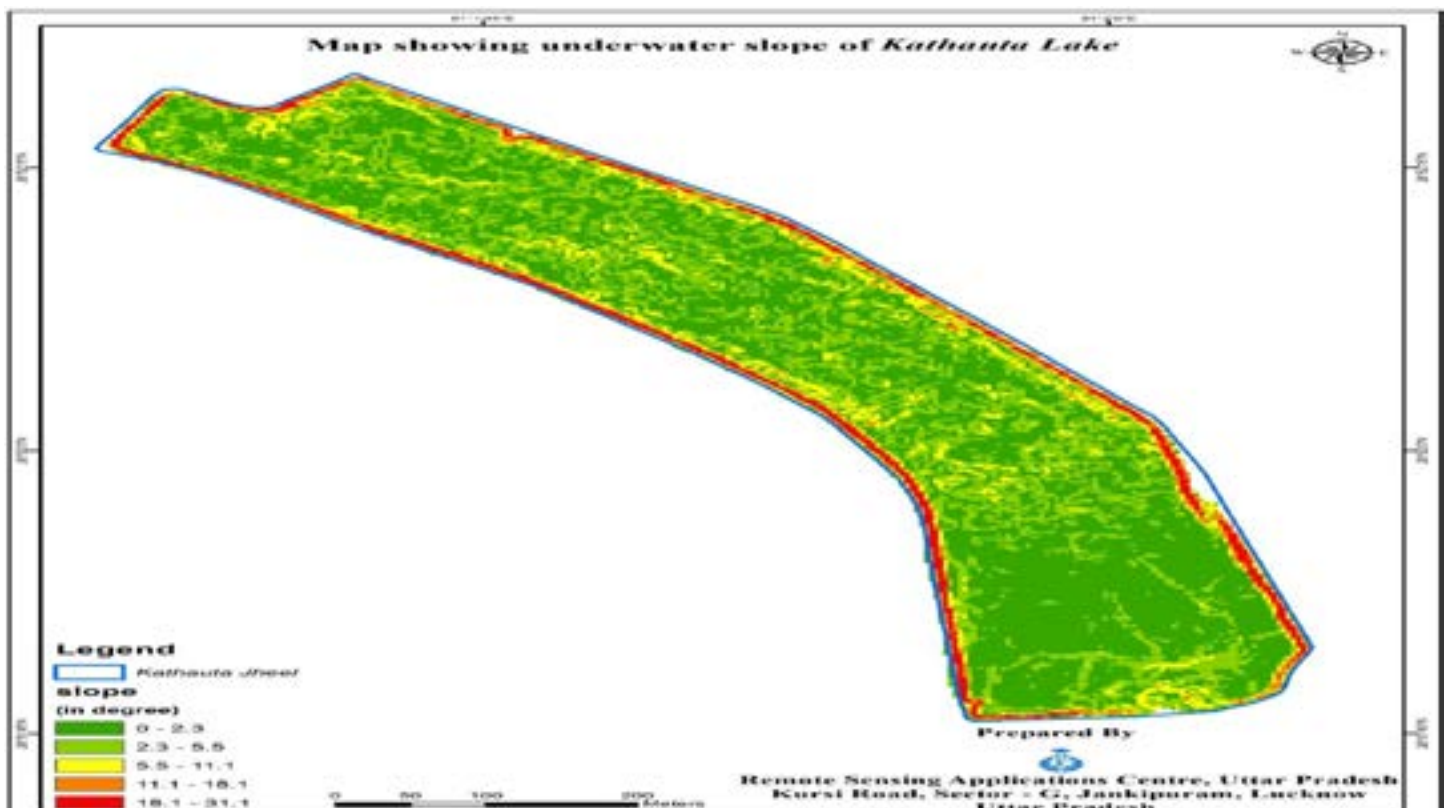 Map showing underwater slope of Kathauta Lake
N
W E
S
Legend
Kathauta Jheel
slope
(in degree)
0 - 2.3
2.3 - 5.5
5.5 - 11.1
11.1 - 18.1
18.1 - 31.1
0 50 100 200
Meters
Prepared By
Remote Sensing Applications Centre, Uttar Pradesh
Kursi Road, Sector - G, Jankipuram, Lucknow
Uttar Pradesh